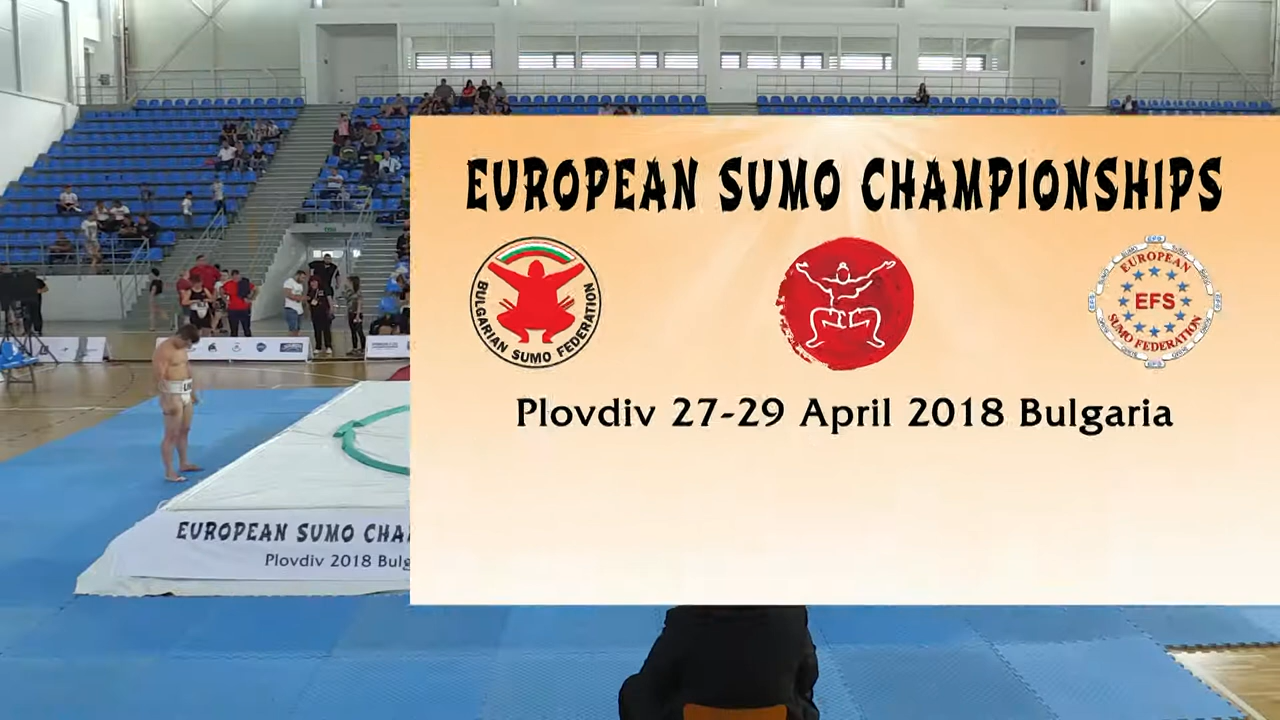 EUROPEAN SUMO CHAMPIONSHIPS
BULGARIAN SUMO FEDERATION
EUROPEAN
EFS
SUMO FEDERATION
Plovdiv 27-29 April 2018 Bulgaria
EUROPEAN SUMO CHA
Plovdiv 2018 Bulg